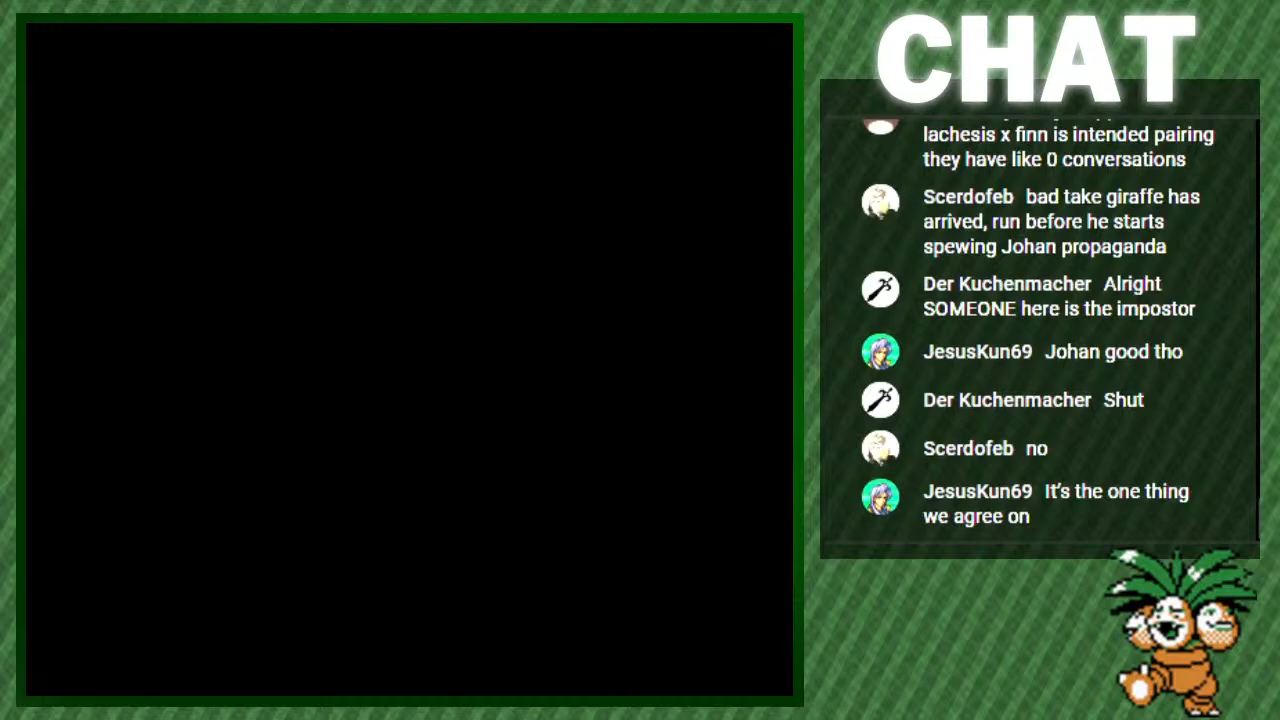 CHAT
lachesis x finn is intended pairing
they have like 0 conversations
Scerdofeb bad take giraffe has
arrived, run before he starts
spewing Johan propaganda
Der Kuchenmacher Alright
SOMEONE here is the impostor
JesusKun69 Johan good tho
Der Kuchenmacher Shut
Scerdofeb no
JesusKun69 It's the one thing
we agree on